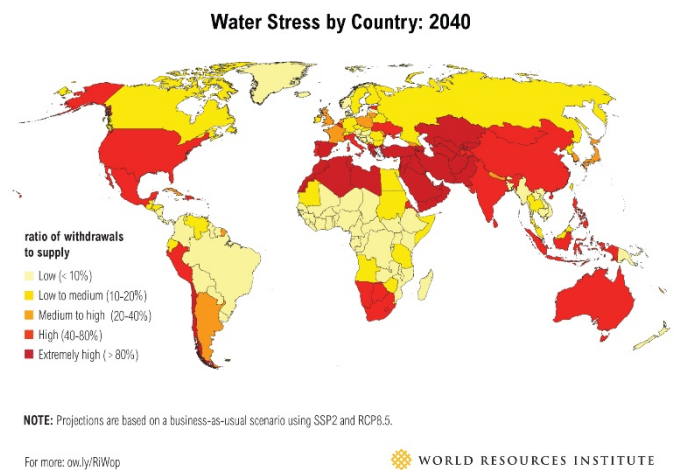 Water Stress by Country: 2040
ratio of withdrawals
to supply
Low (< 10%)
Low to medium (10-20%)
Medium to high (20-40%)
High (40-80%)
Extremely high (> 80%)
NOTE: Projections are based on a business-as-usual scenario using SSP2 and RCP8.5.
For more: ow.ly/RiWop
WORLD RESOURCES INSTITUTE